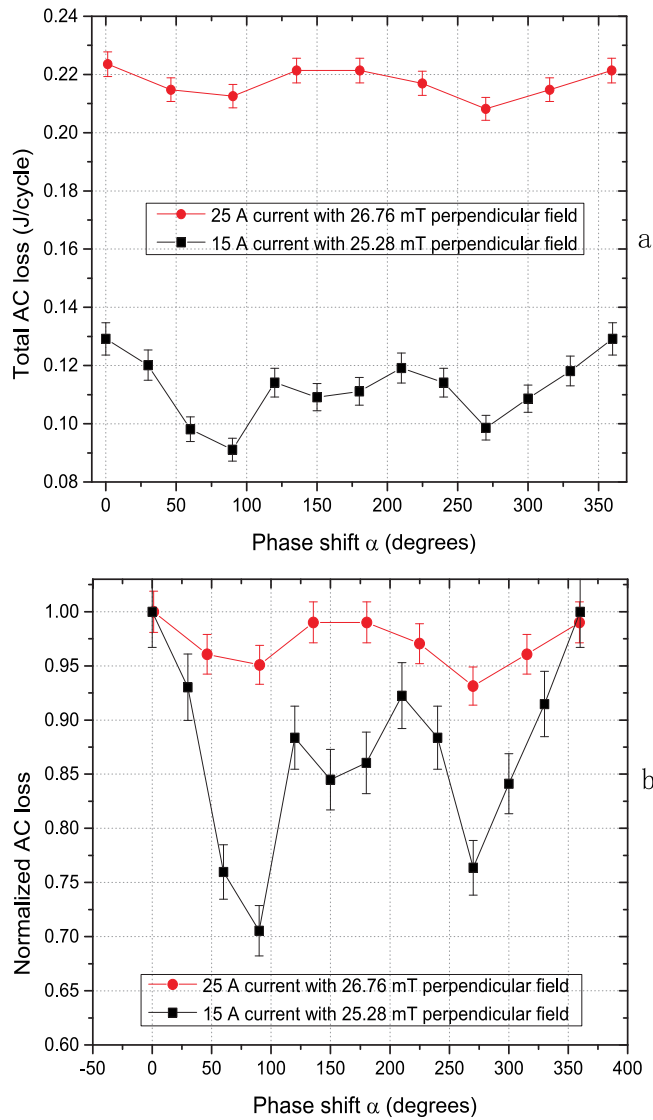 0.24
0.22
0.20
0.18
0.16
0.14
0.12
0.10
0.08
Total AC loss (J/cycle)
25 A current with 26.76 mT perpendicular field
15 A current with 25.28 mT perpendicular field
a
0 50 100 150 200 250 300 350
Phase shift α (degrees)
1.00
0.95
0.90
0.85
0.80
0.75
0.70
0.65
0.60
Normalized AC loss
b
25 A current with 26.76 mT perpendicular field
15 A current with 25.28 mT perpendicular field
-50 0 50 100 150 200 250 300 350 400
Phase shift α (degrees)